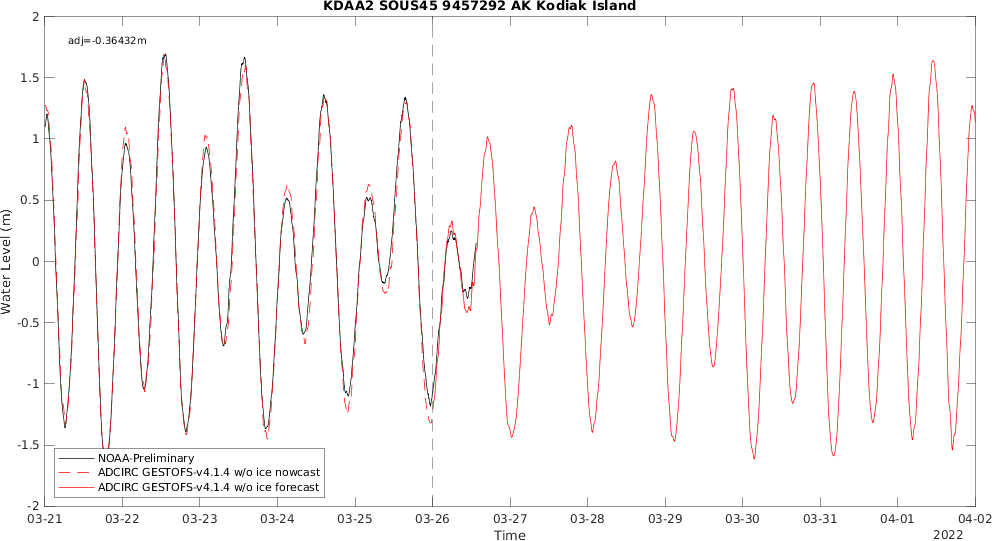 KDAA2 SOUS45 9457292 AK Kodiak Island
adj=-0.36432m
2
1.5
1
0.5
0
-0.5
-1
-1.5
-2
Water Level (m)
NOAA-Preliminary
ADCIRC GESTOFS-v4.1.4 w/o ice nowcast
ADCIRC GESTOFS-v4.1.4 w/o ice forecast
03-21 03-22 03-23 03-24 03-25 03-26 03-27 03-28 03-29 03-30 03-31 04-01 04-02
Time
2022